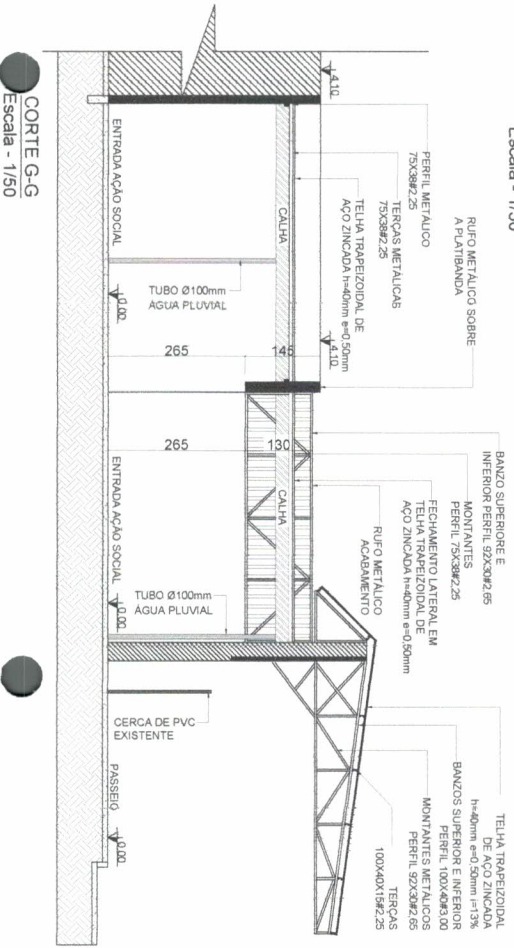 Escala - 1/50
RUFO METÁLICO SOBRE
A PLATIBANDA
PERFIL METÁLICO
75X38#2,25
TERÇAS METÁLICAS
75X38#2,25
TELHA TRAPEIZOIDAL DE
AÇO ZINCADA h=40mm e=0,50mm
BANZO SUPERIORE E
INFERIOR PERFIL 92X30#2,65
MONTANTES
PERFIL 75X38#2,25
FECHAMENTO LATERAL EM
TELHA TRAPEIZOIDAL DE
AÇO ZINCADA h=40mm e=0,50mm
RUFO METÁLICO
ACABAMENTO
TELHA TRAPEIZOIDAL
DE AÇO ZINCADA
h=40mm e=0,50mm i=13%
BANZOS SUPERIOR E INFERIOR
PERFIL 100X40#3,00
MONTANTES METÁLICOS
PERFIL 92X30#2,65
TERÇAS
100X40X15#2,25
4,10
4,10
CALHA
CALHA
145
130
265
265
TUBO Ø100mm
ÁGUA PLUVIAL
TUBO Ø100mm
ÁGUA PLUVIAL
CERCA DE PVC
EXISTENTE
ENTRADA AÇÃO SOCIAL
0,00
ENTRADA AÇÃO SOCIAL
0,00
PASSEIO
0,00
CORTE G-G
Escala - 1/50